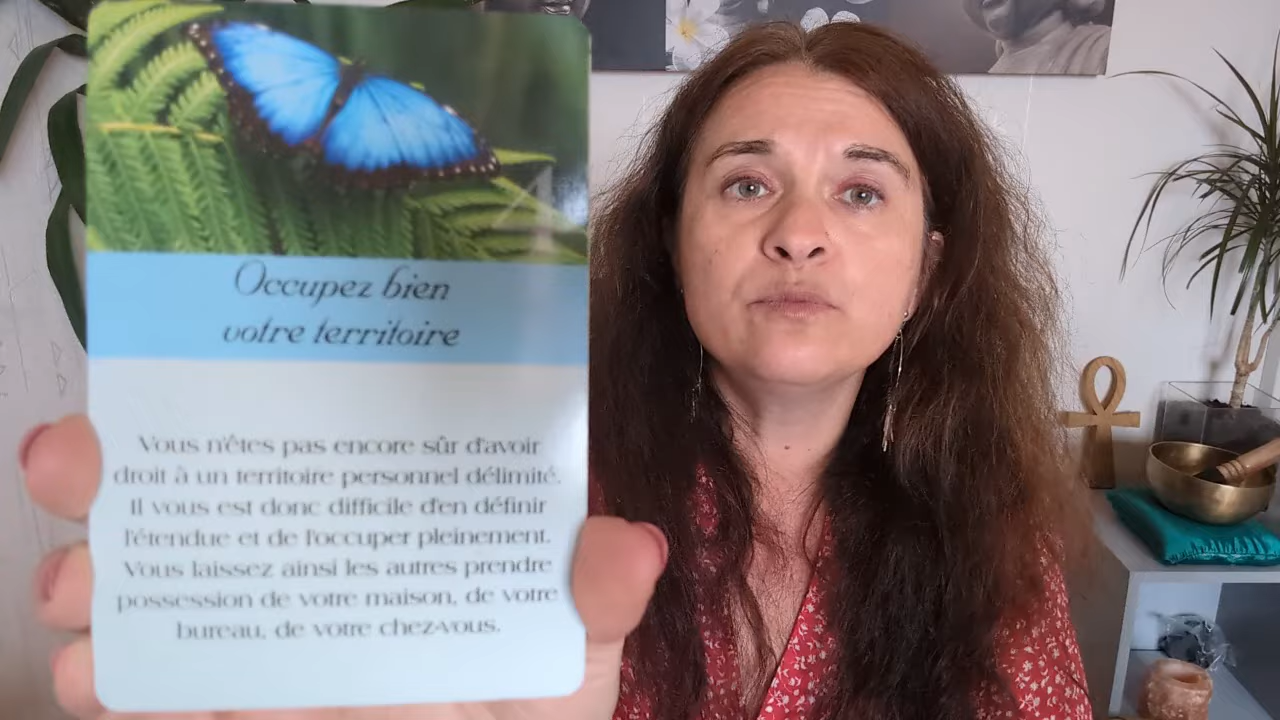 Occupez bien
votre territoire
Vous n'êtes pas encore sûr d'avoir
droit à un territoire personnel délimité.
Il vous est donc difficile d'en définir
l'étendue et de l'occuper pleinement.
Vous laissez ainsi les autres prendre
possession de votre maison, de votre
bureau, de votre chez-vous.